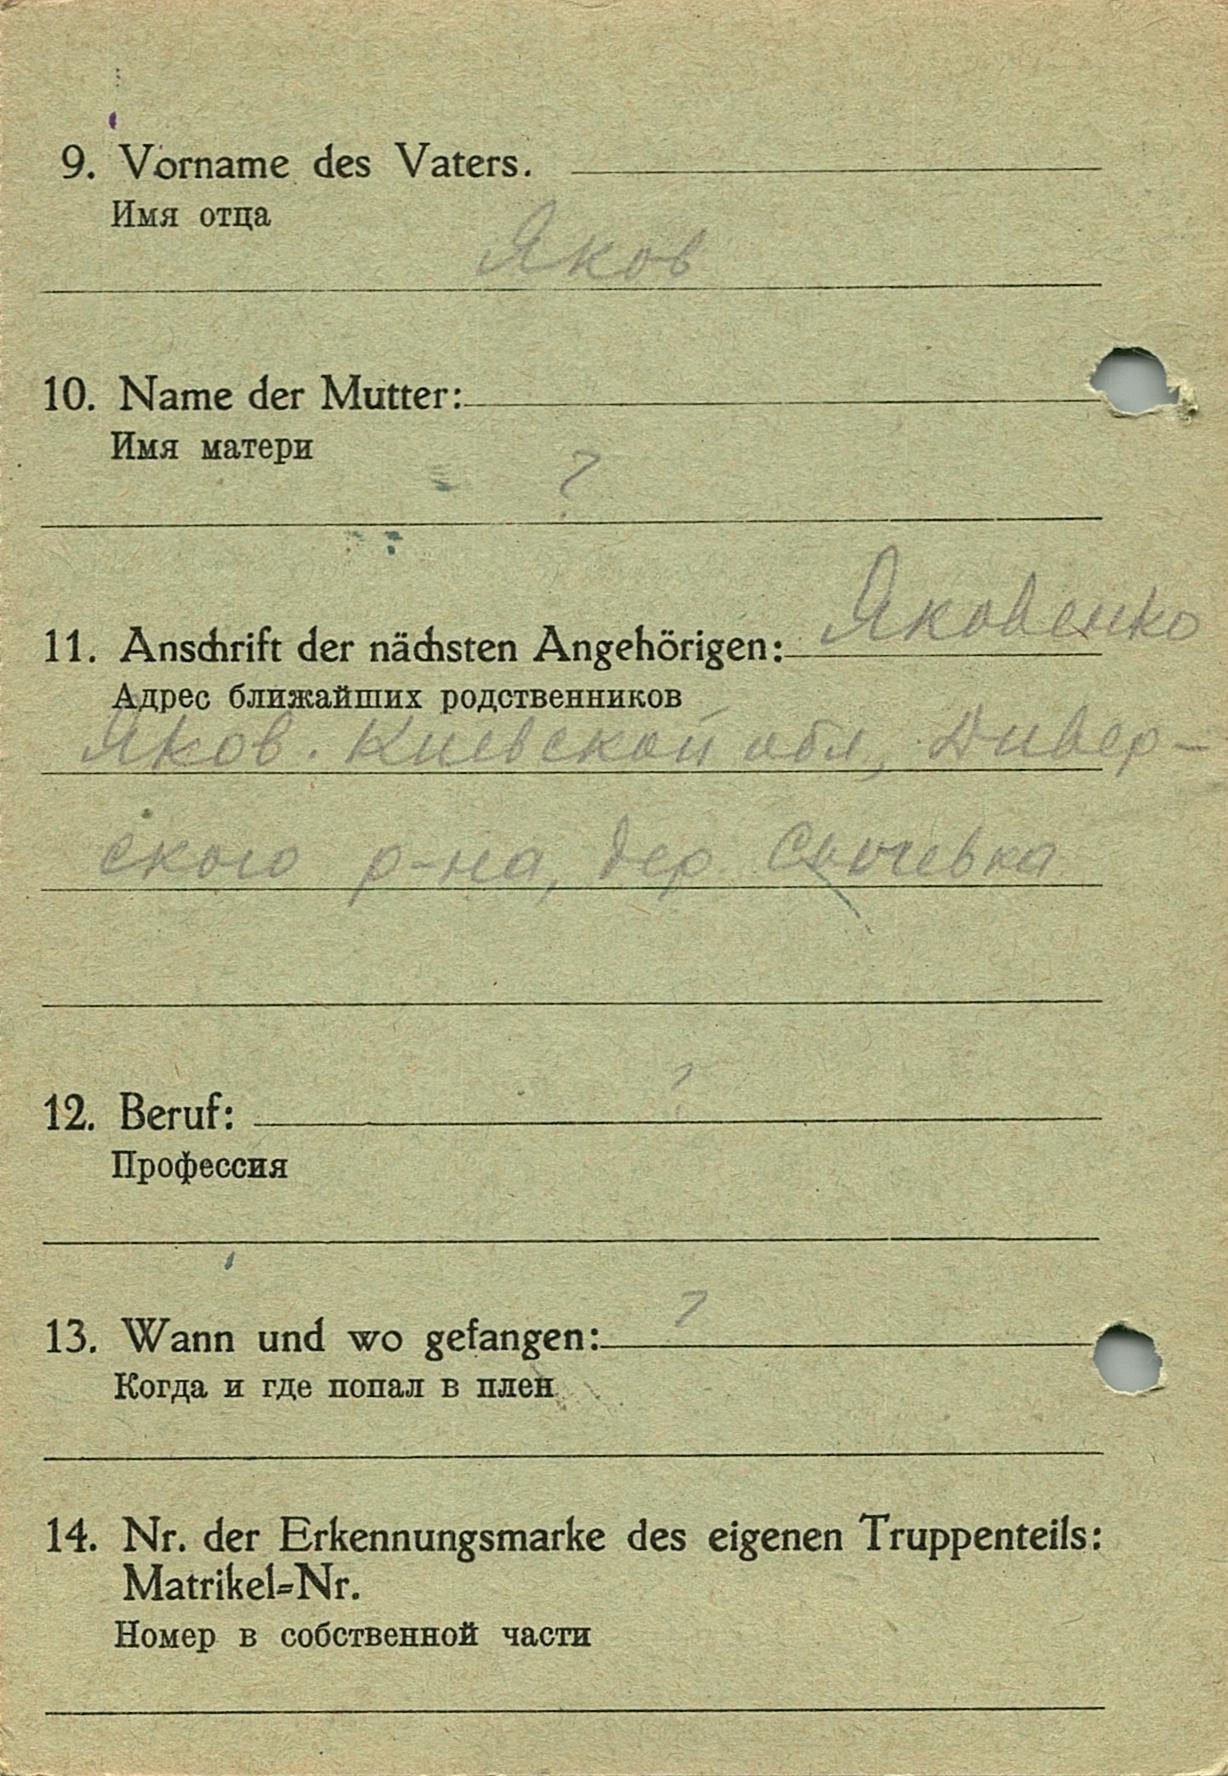 9. Vorname des Vaters.
Имя отца
Яков
10. Name der Mutter:
Имя матери
?
11. Anschrift der nächsten Angehörigen: Яковенко
Адрес ближайших родственников
Яков. Киевской обл, Дивер-
ского р-на, дер. Сычевка
?
12. Beruf:
Профессия
13. Wann und wo gefangen: ?
Когда и где попал в плен
14. Nr. der Erkennungsmarke des eigenen Truppenteils:
Matrikel=Nr.
Номер в собственной части